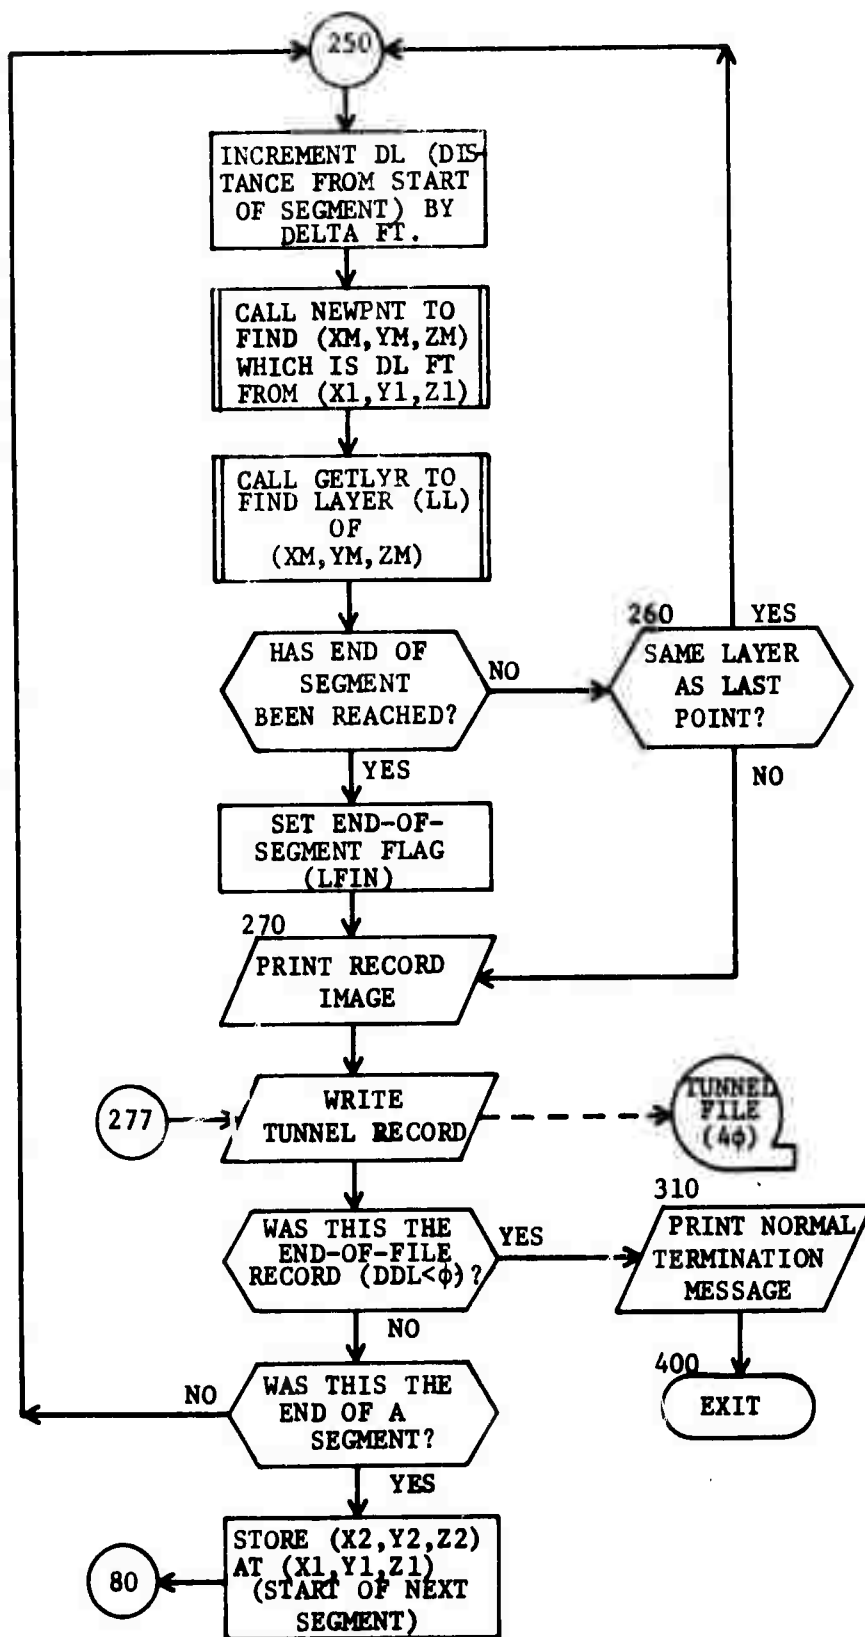 250
INCREMENT DL (DIS-
TANCE FROM START
OF SEGMENT) BY
DELTA FT.
CALL NEWPNT TO
FIND (XM,YM,ZM)
WHICH IS DL FT
FROM (X1,Y1,Z1)
CALL GETLYR TO
FIND LAYER (LL)
OF
(XM,YM,ZM)
HAS END OF
SEGMENT
BEEN REACHED?
NO
260
YES
SAME LAYER
AS LAST
POINT?
NO
YES
SET END-OF-
SEGMENT FLAG
(LFIN)
270
PRINT RECORD
IMAGE
277
WRITE
TUNNEL RECORD
TUNNEL
FILE
(4ϕ)
WAS THIS THE
END-OF-FILE
RECORD (DDL<ϕ)?
YES
310
PRINT NORMAL
TERMINATION
MESSAGE
NO
400
EXIT
NO
WAS THIS THE
END OF A
SEGMENT?
YES
STORE (X2,Y2,Z2)
AT (X1,Y1,Z1)
(START OF NEXT
SEGMENT)
80